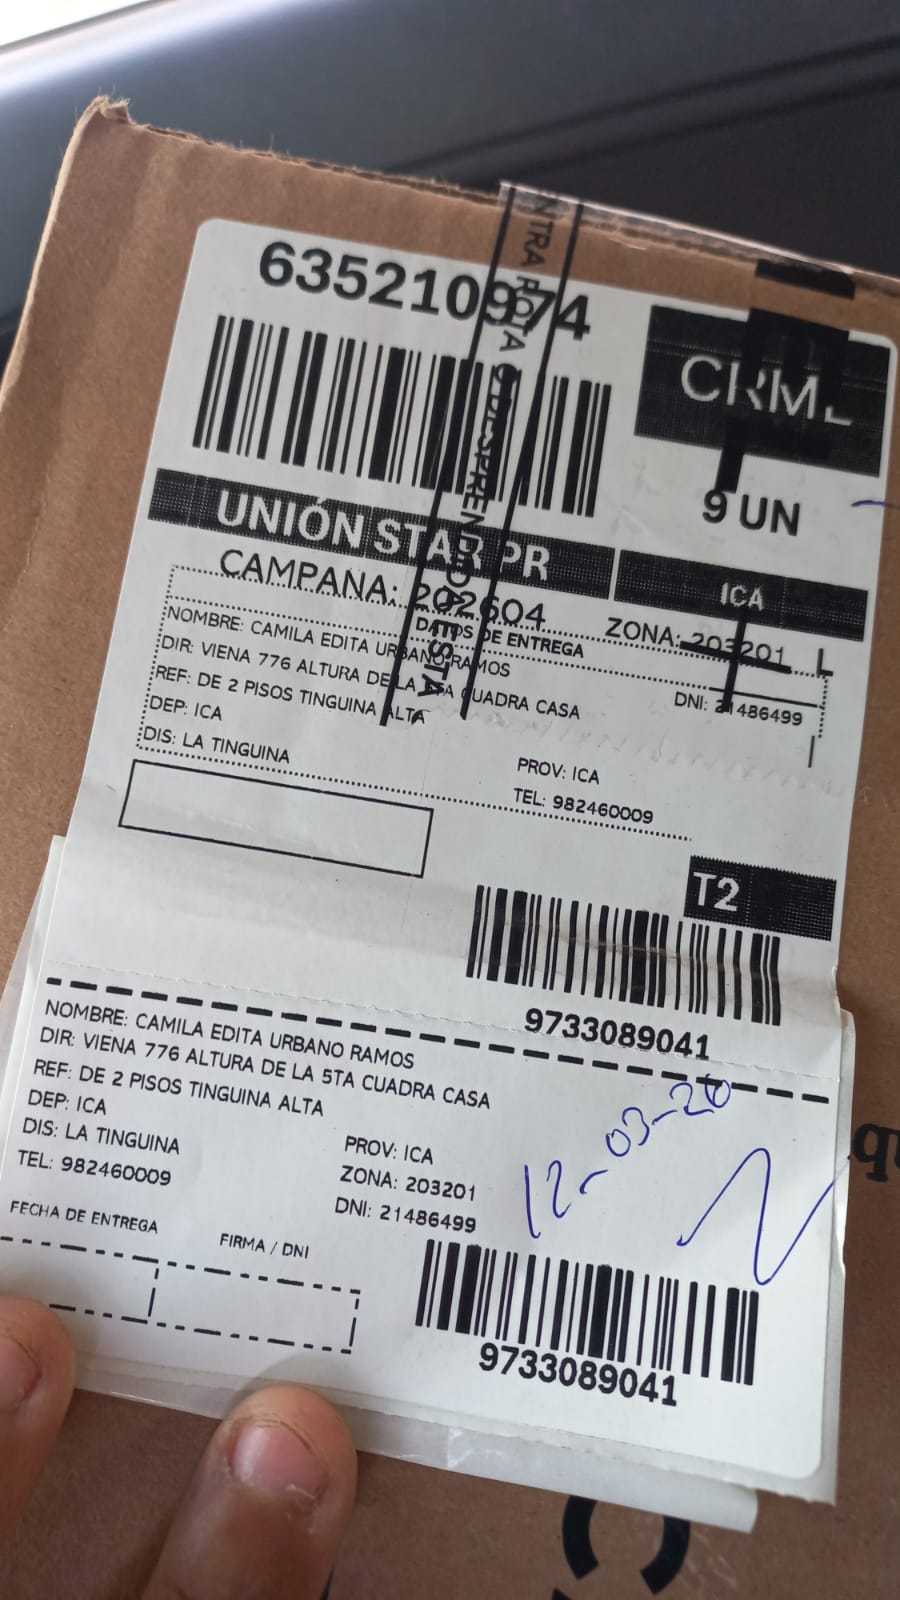 6352109974
CRML
9 UN
UNIÓN STAR PR
ICA
CAMPANA: 202604
ZONA: 203201
DATOS DE ENTREGA
NOMBRE: CAMILA EDITA URBANO RAMOS
DNI: 21486499
DIR: VIENA 776 ALTURA DE LA 5TA CUADRA CASA
REF: DE 2 PISOS TINGUINA ALTA
DEP: ICA
PROV: ICA
DIS: LA TINGUINA
TEL: 982460009
T2
9733089041
NOMBRE: CAMILA EDITA URBANO RAMOS
DIR: VIENA 776 ALTURA DE LA 5TA CUADRA CASA
REF: DE 2 PISOS TINGUINA ALTA
DEP: ICA
PROV: ICA
DIS: LA TINGUINA
ZONA: 203201
TEL: 982460009
DNI: 21486499
12-03-26
FECHA DE ENTREGA
FIRMA / DNI
9733089041